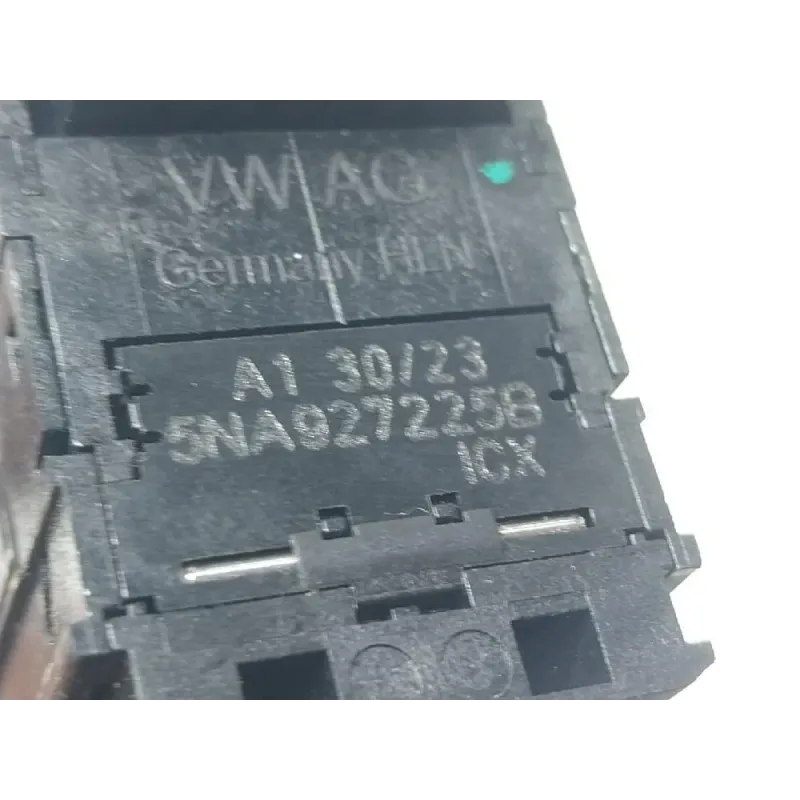 VW AG
Germany HLN
A1 30/23
5NA927225B
ICX